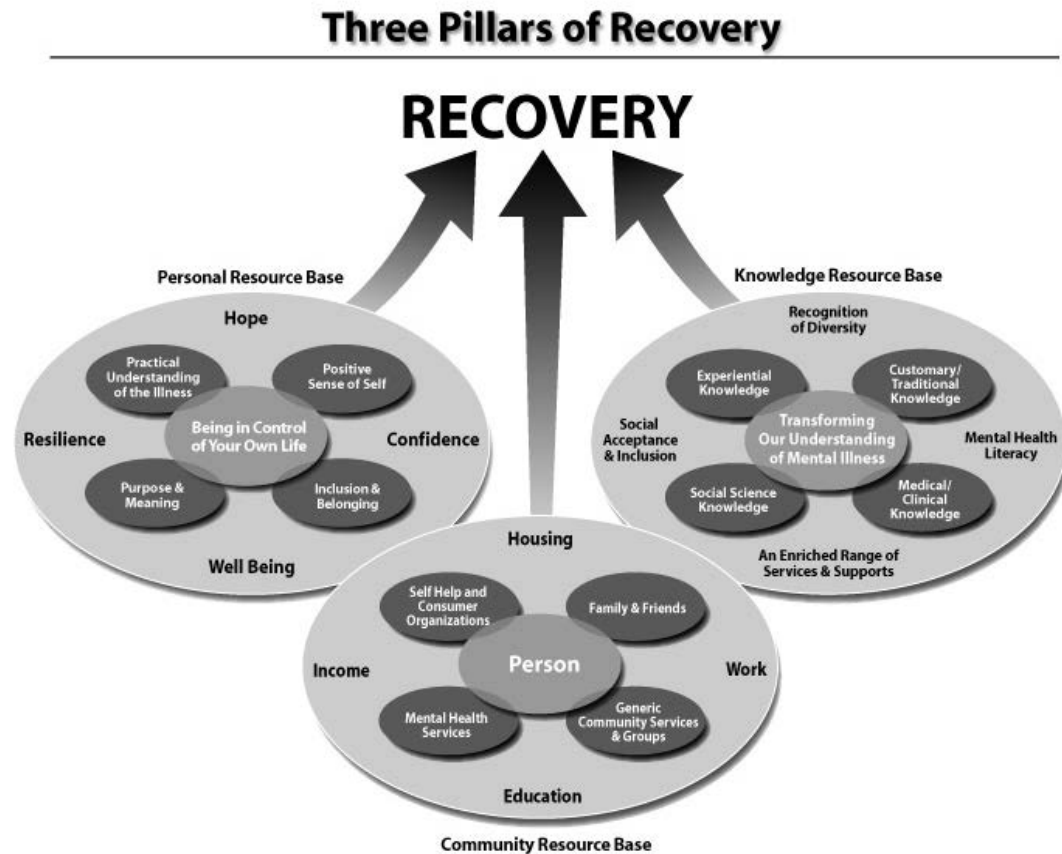 Three Pillars of Recovery
RECOVERY
Personal Resource Base
Hope
Practical
Understanding
of the Illness
Positive
Sense of Self
Resilience
Being in Control
of Your Own Life
Confidence
Purpose &
Meaning
Inclusion &
Belonging
Well Being
Knowledge Resource Base
Recognition
of Diversity
Experiential
Knowledge
Customary/
Traditional
Knowledge
Social
Acceptance
& Inclusion
Transforming
Our Understanding
of Mental Illness
Mental Health
Literacy
Social Science
Knowledge
Medical/
Clinical
Knowledge
An Enriched Range of
Services & Supports
Housing
Self Help and
Consumer
Organizations
Family & Friends
Income
Person
Work
Mental Health
Services
Generic
Community Services
& Groups
Education
Community Resource Base